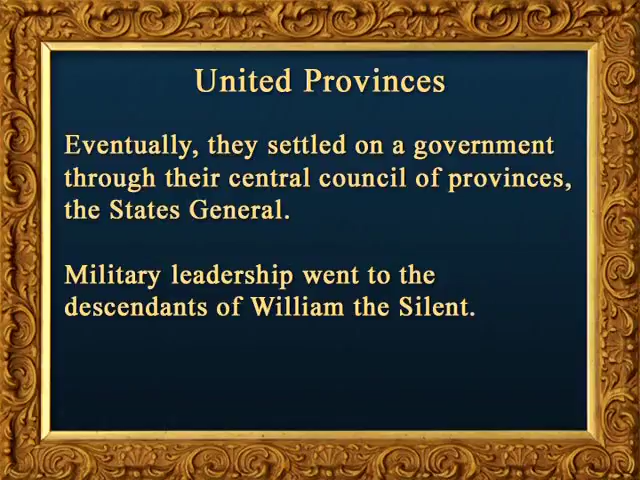 United Provinces
Eventually, they settled on a government
through their central council of provinces,
the States General.
Military leadership went to the
descendants of William the Silent.